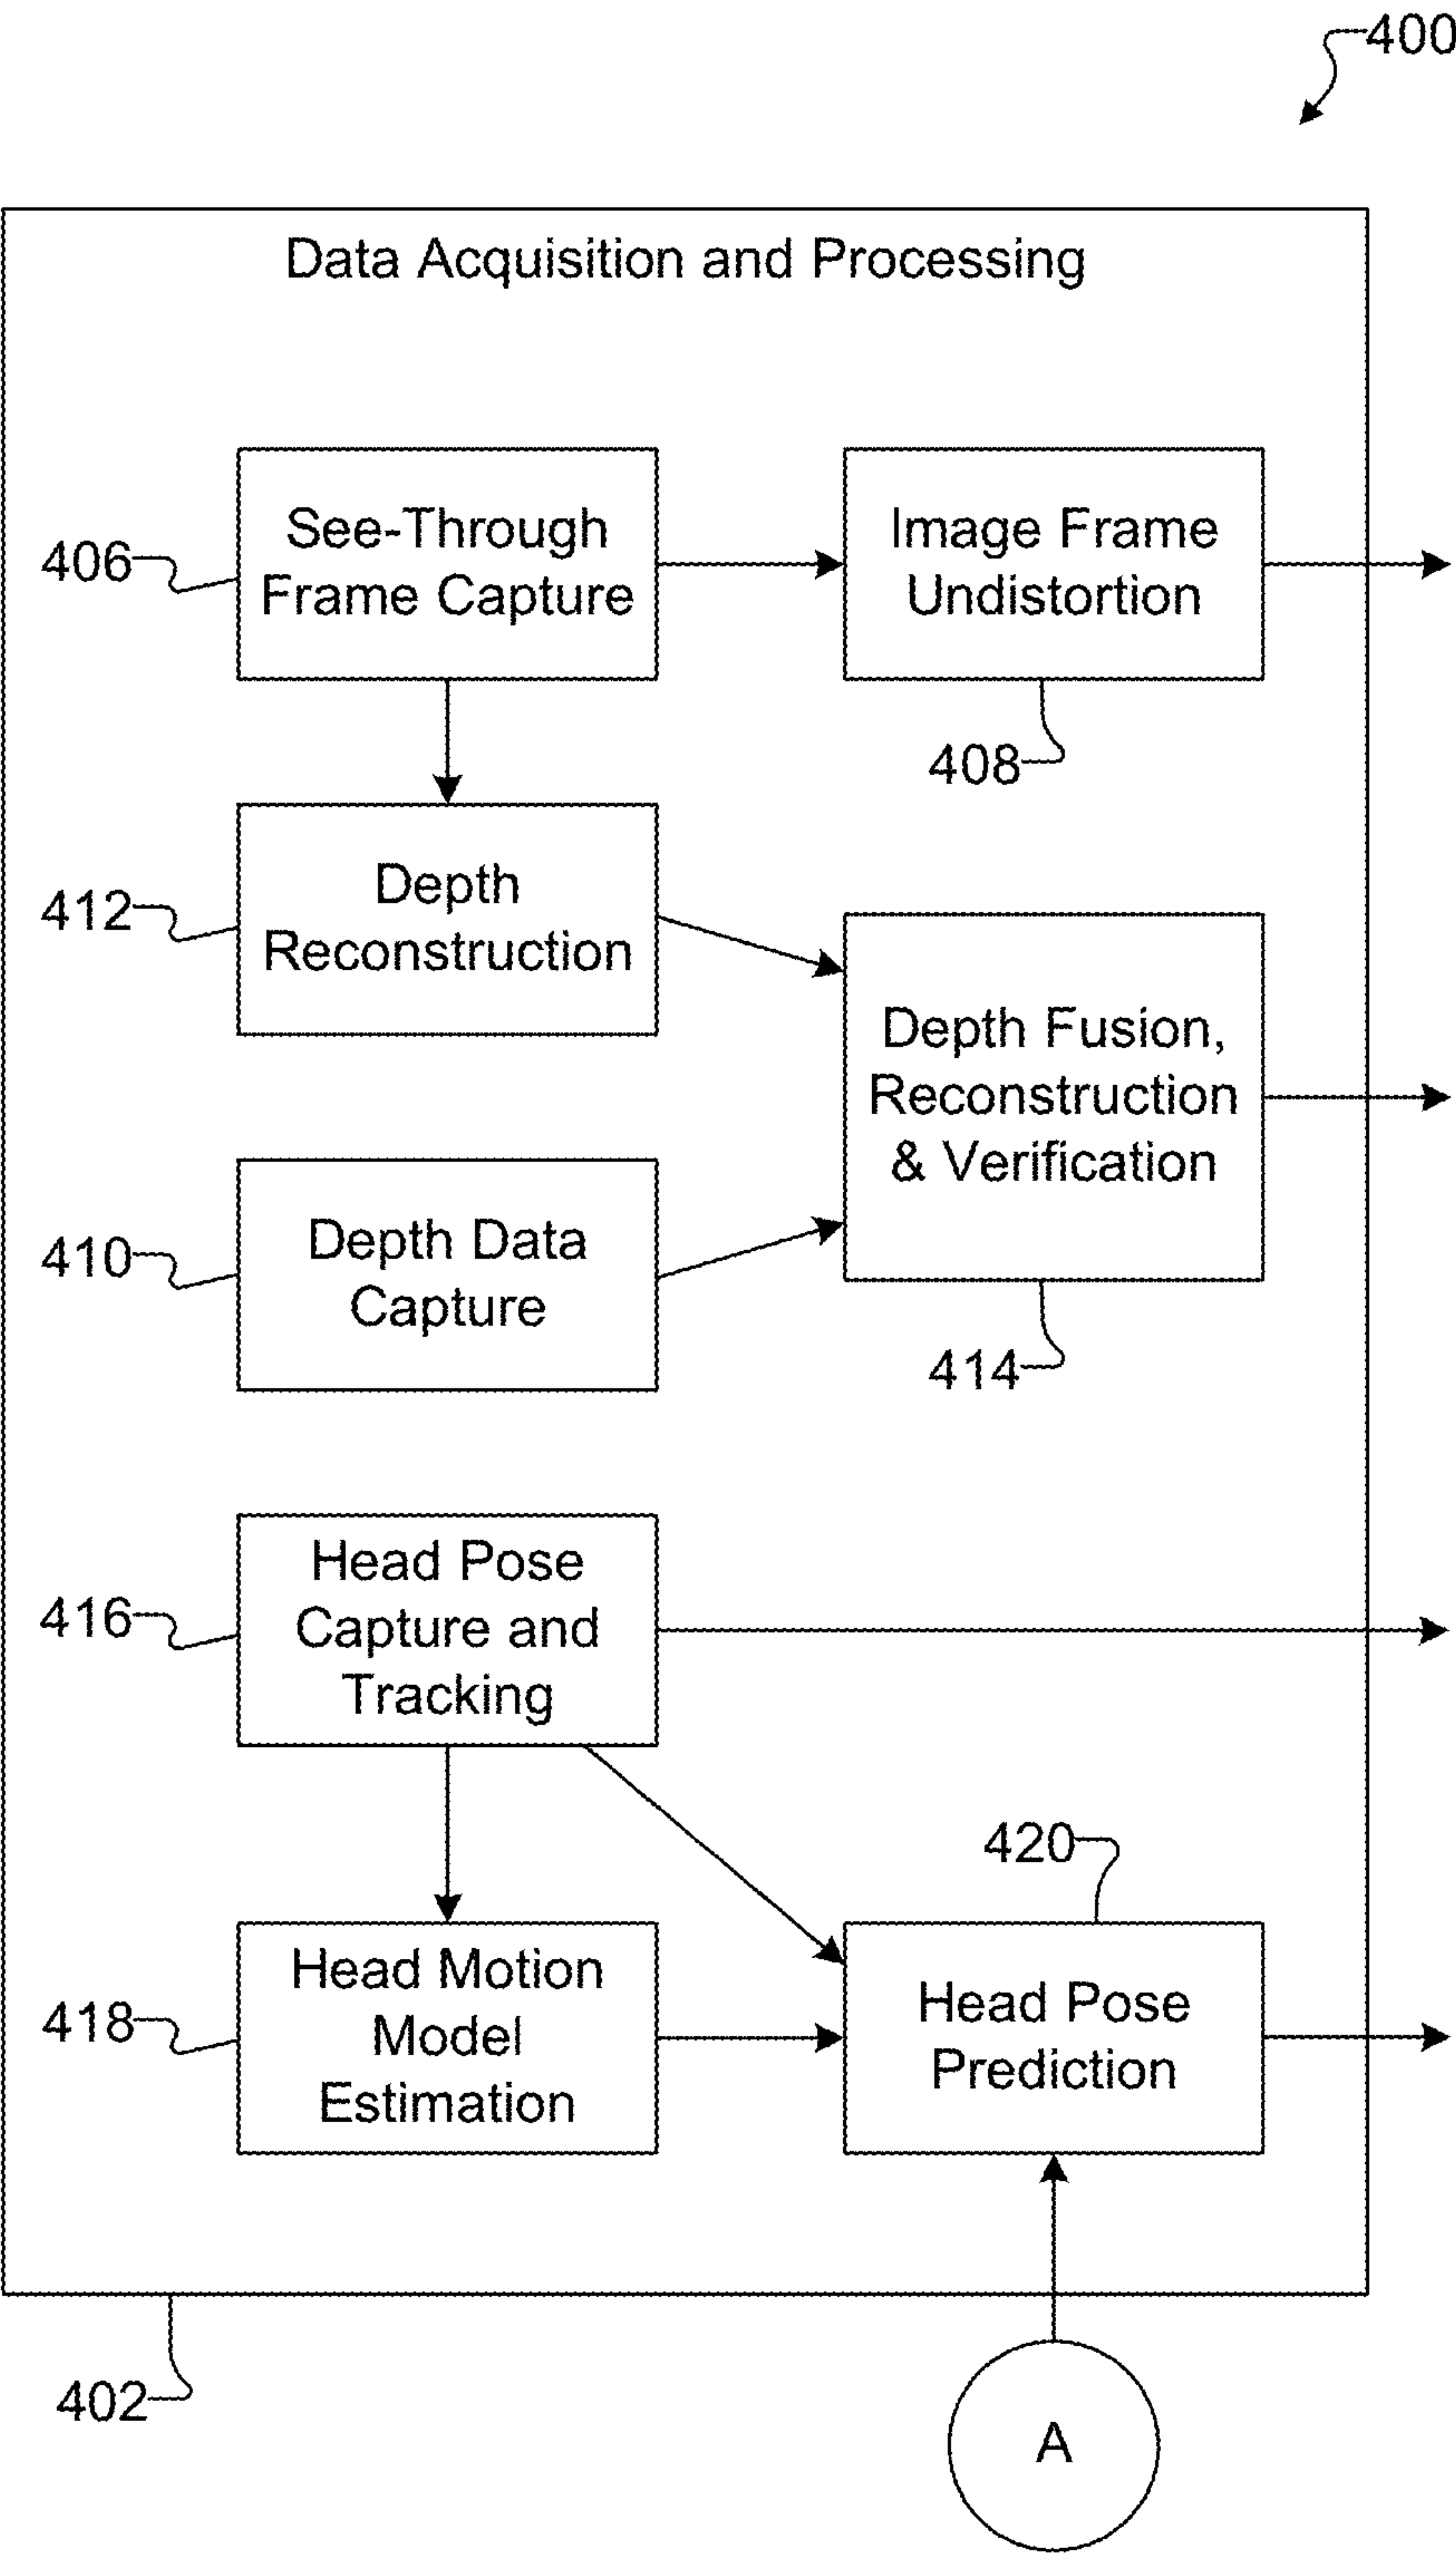 400
Data Acquisition and Processing
See-Through
Frame Capture
406
Image Frame
Undistortion
408
Depth
Reconstruction
412
Depth Fusion,
Reconstruction
& Verification
414
Depth Data
Capture
410
Head Pose
Capture and
Tracking
416
420
Head Motion
Model
Estimation
418
Head Pose
Prediction
402
A